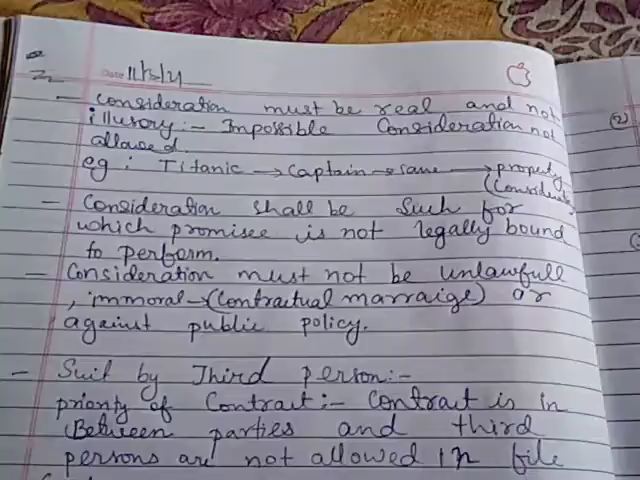 Date 11/3/21
- Consideration must be real and not
illusory:- Impossible Consideration not
allowed.
eg: Titanic → captain → save → property
(Consideratn
- Consideration shall be such for
which promisee is not legally bound
to perform.
- Consideration must not be unlawfull
, immoral-(contractual marraige) or
against public policy.
- Suit by Third person:-
priority of Contract:- Contract is in
Between parties and third
persons are not allowed in file
(2)